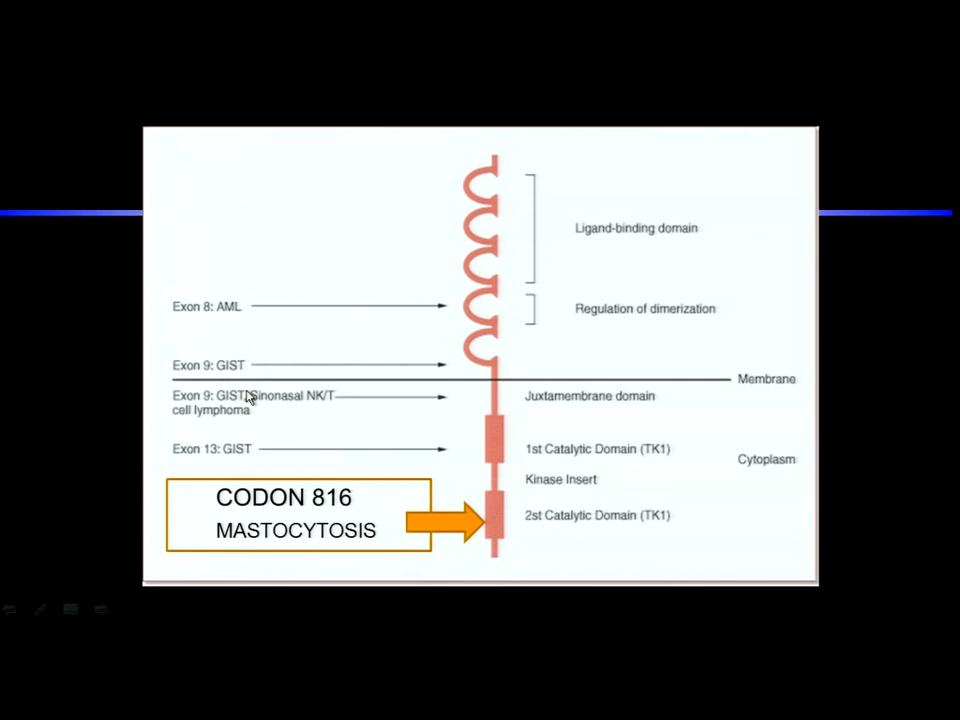 Ligand-binding domain
Exon 8: AML
Regulation of dimerization
Exon 9: GIST
Membrane
Exon 9: GIST/Sinonasal NK/T
cell lymphoma
Juxtamembrane domain
Exon 13: GIST
1st Catalytic Domain (TK1)
Cytoplasm
Kinase Insert
CODON 816
MASTOCYTOSIS
2st Catalytic Domain (TK1)